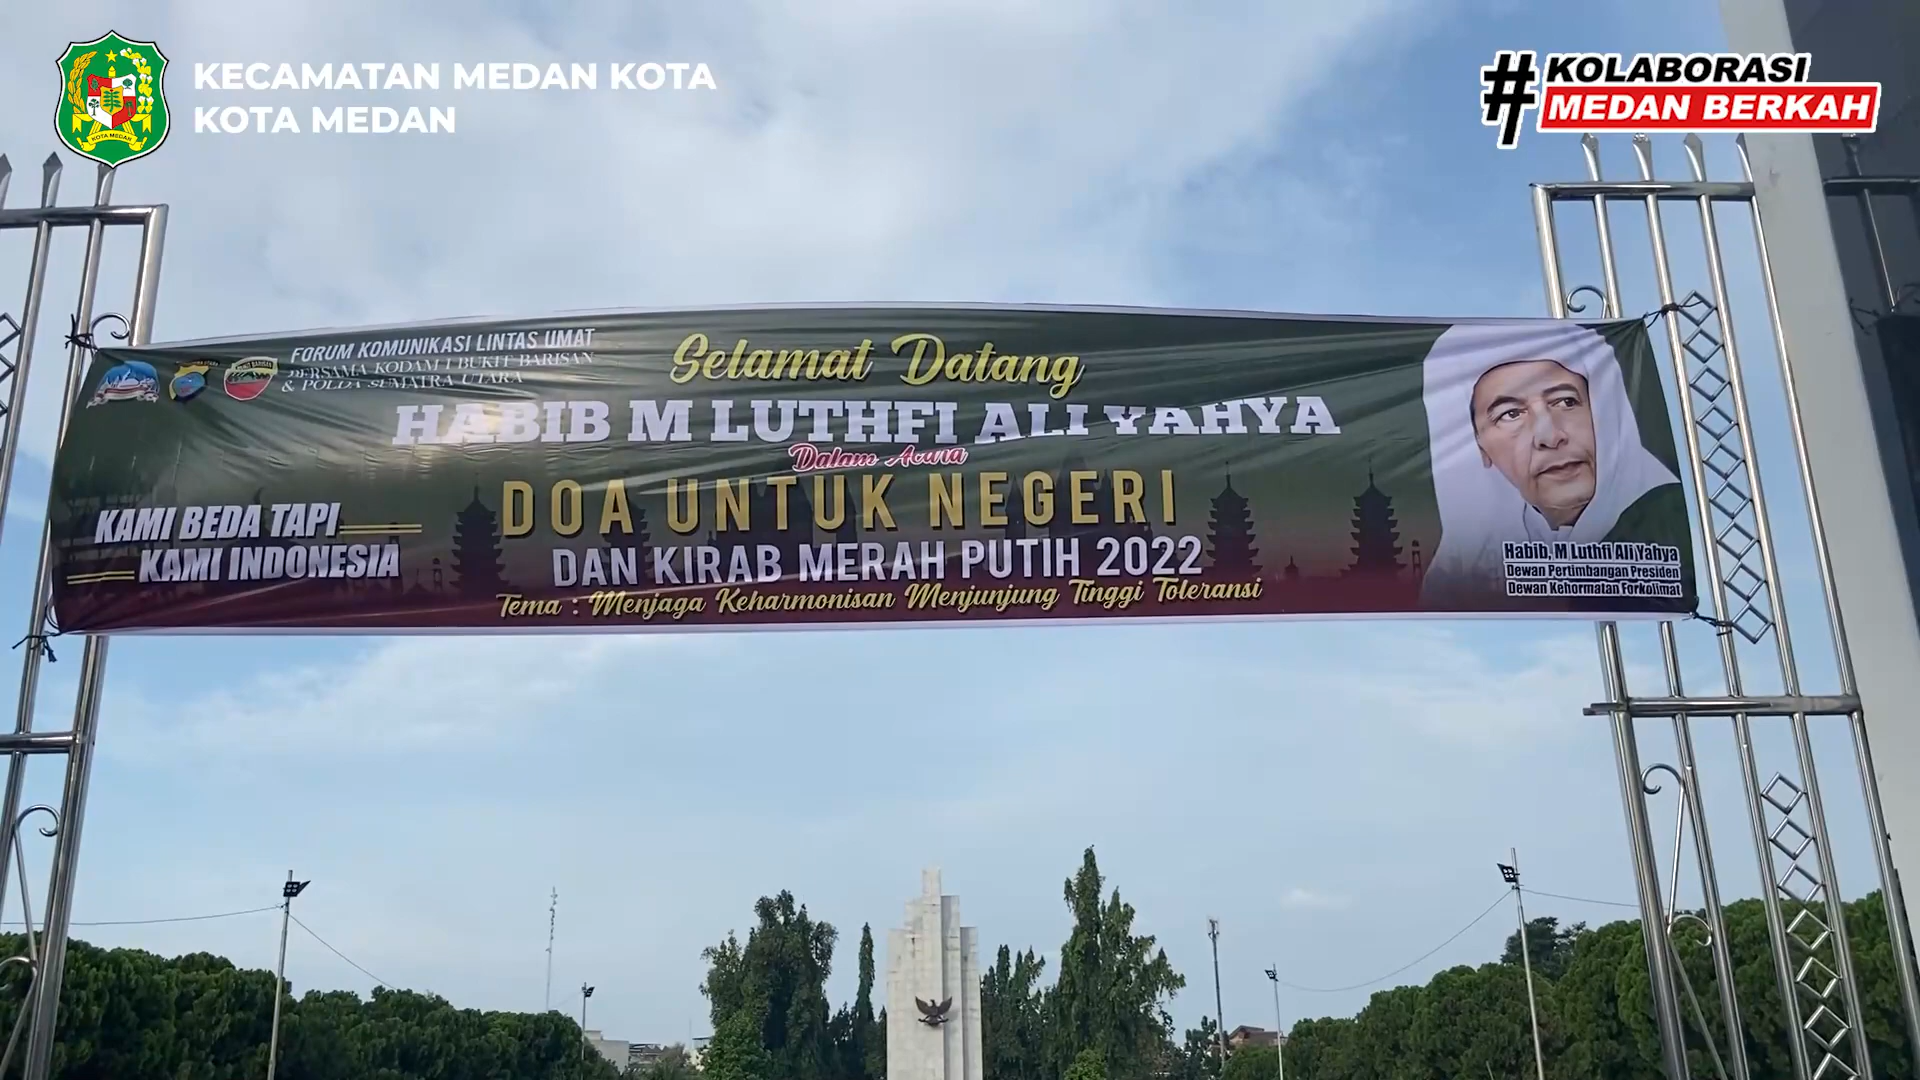 KECAMATAN MEDAN KOTA
KOTA MEDAN
KOTA MEDAN
#KOLABORASI
MEDAN BERKAH
FORUM KOMUNIKASI LINTAS UMAT
BERSAMA KODAM I BUKIT BARISAN
& POLDA SUMATRA UTARA
Selamat Datang
HABIB M LUTHFI ALI YAHYA
Dalam Acara
DOA UNTUK NEGERI
DAN KIRAB MERAH PUTIH 2022
Tema : Menjaga Keharmonisan Menjunjung Tinggi Toleransi
KAMI BEDA TAPI
KAMI INDONESIA
Habib, M Luthfi Ali Yahya
Dewan Pertimbangan Presiden
Dewan Kehormatan Forkolimat